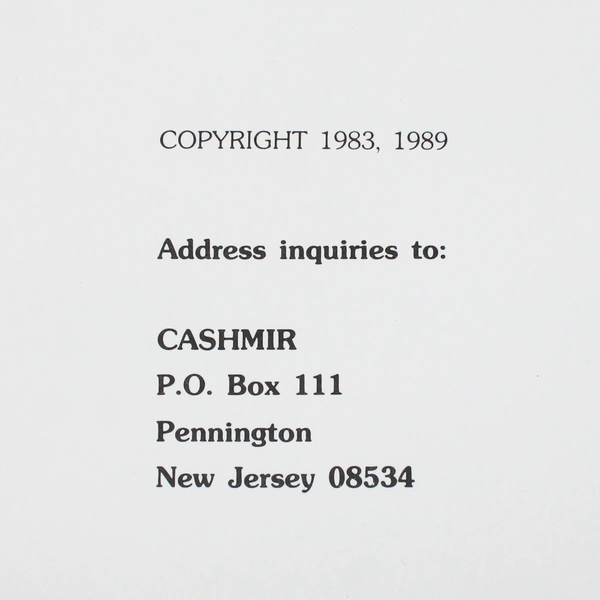 COPYRIGHT 1983, 1989
Address inquiries to:
CASHMIR
P.O. Box 111
Pennington
New Jersey 08534